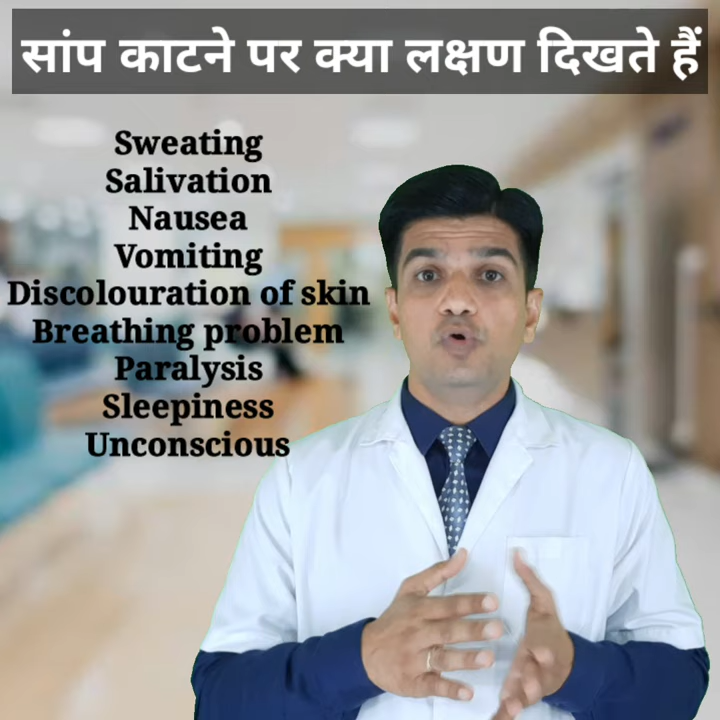 सांप काटने पर क्या लक्षण दिखते हैं
Sweating
Salivation
Nausea
Vomiting
Discolouration of skin
Breathing problem
Paralysis
Sleepiness
Unconscious